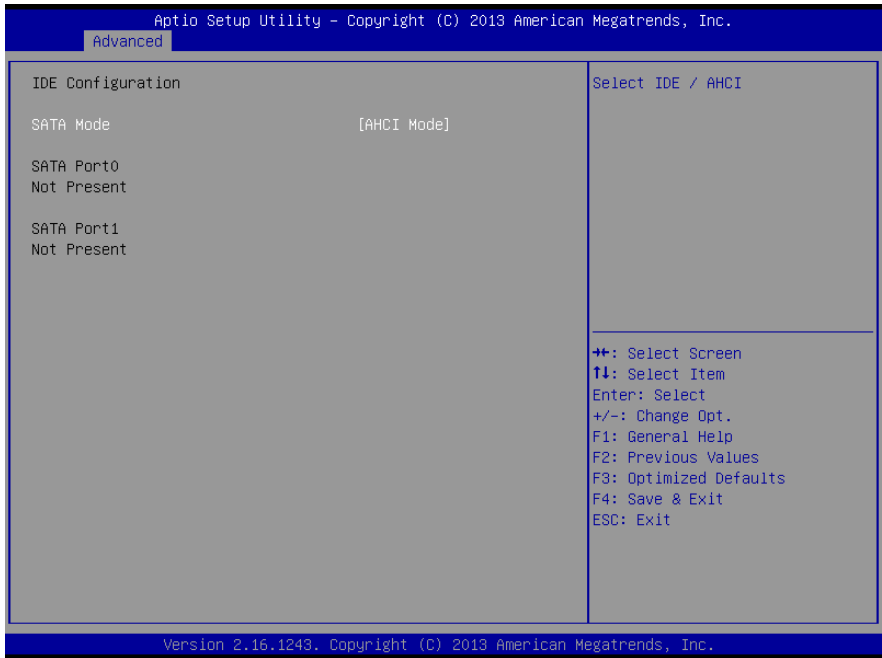 Aptio Setup Utility – Copyright (C) 2013 American Megatrends, Inc.
Advanced
IDE Configuration
SATA Mode [AHCI Mode]
SATA Port0
Not Present
SATA Port1
Not Present
Select IDE / AHCI
→←: Select Screen
↑↓: Select Item
Enter: Select
+/-: Change Opt.
F1: General Help
F2: Previous Values
F3: Optimized Defaults
F4: Save & Exit
ESC: Exit
Version 2.16.1243. Copyright (C) 2013 American Megatrends, Inc.